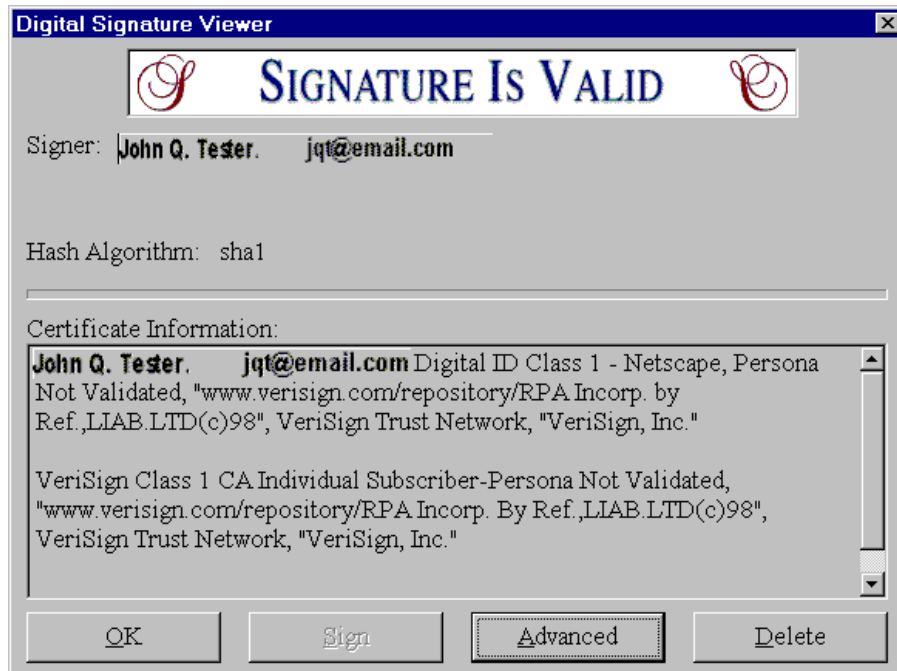 Digital Signature Viewer
SIGNATURE IS VALID
Signer: John Q. Tester. jqt@email.com
Hash Algorithm: sha1
Certificate Information:
John Q. Tester. jqt@email.com Digital ID Class 1 - Netscape, Persona
Not Validated, "www.verisign.com/repository/RPA Incorp. by
Ref.,LIAB.LTD(c)98", VeriSign Trust Network, "VeriSign, Inc."
VeriSign Class 1 CA Individual Subscriber-Persona Not Validated,
"www.verisign.com/repository/RPA Incorp. By Ref.,LIAB.LTD(c)98",
VeriSign Trust Network, "VeriSign, Inc."
OK Sign Advanced Delete